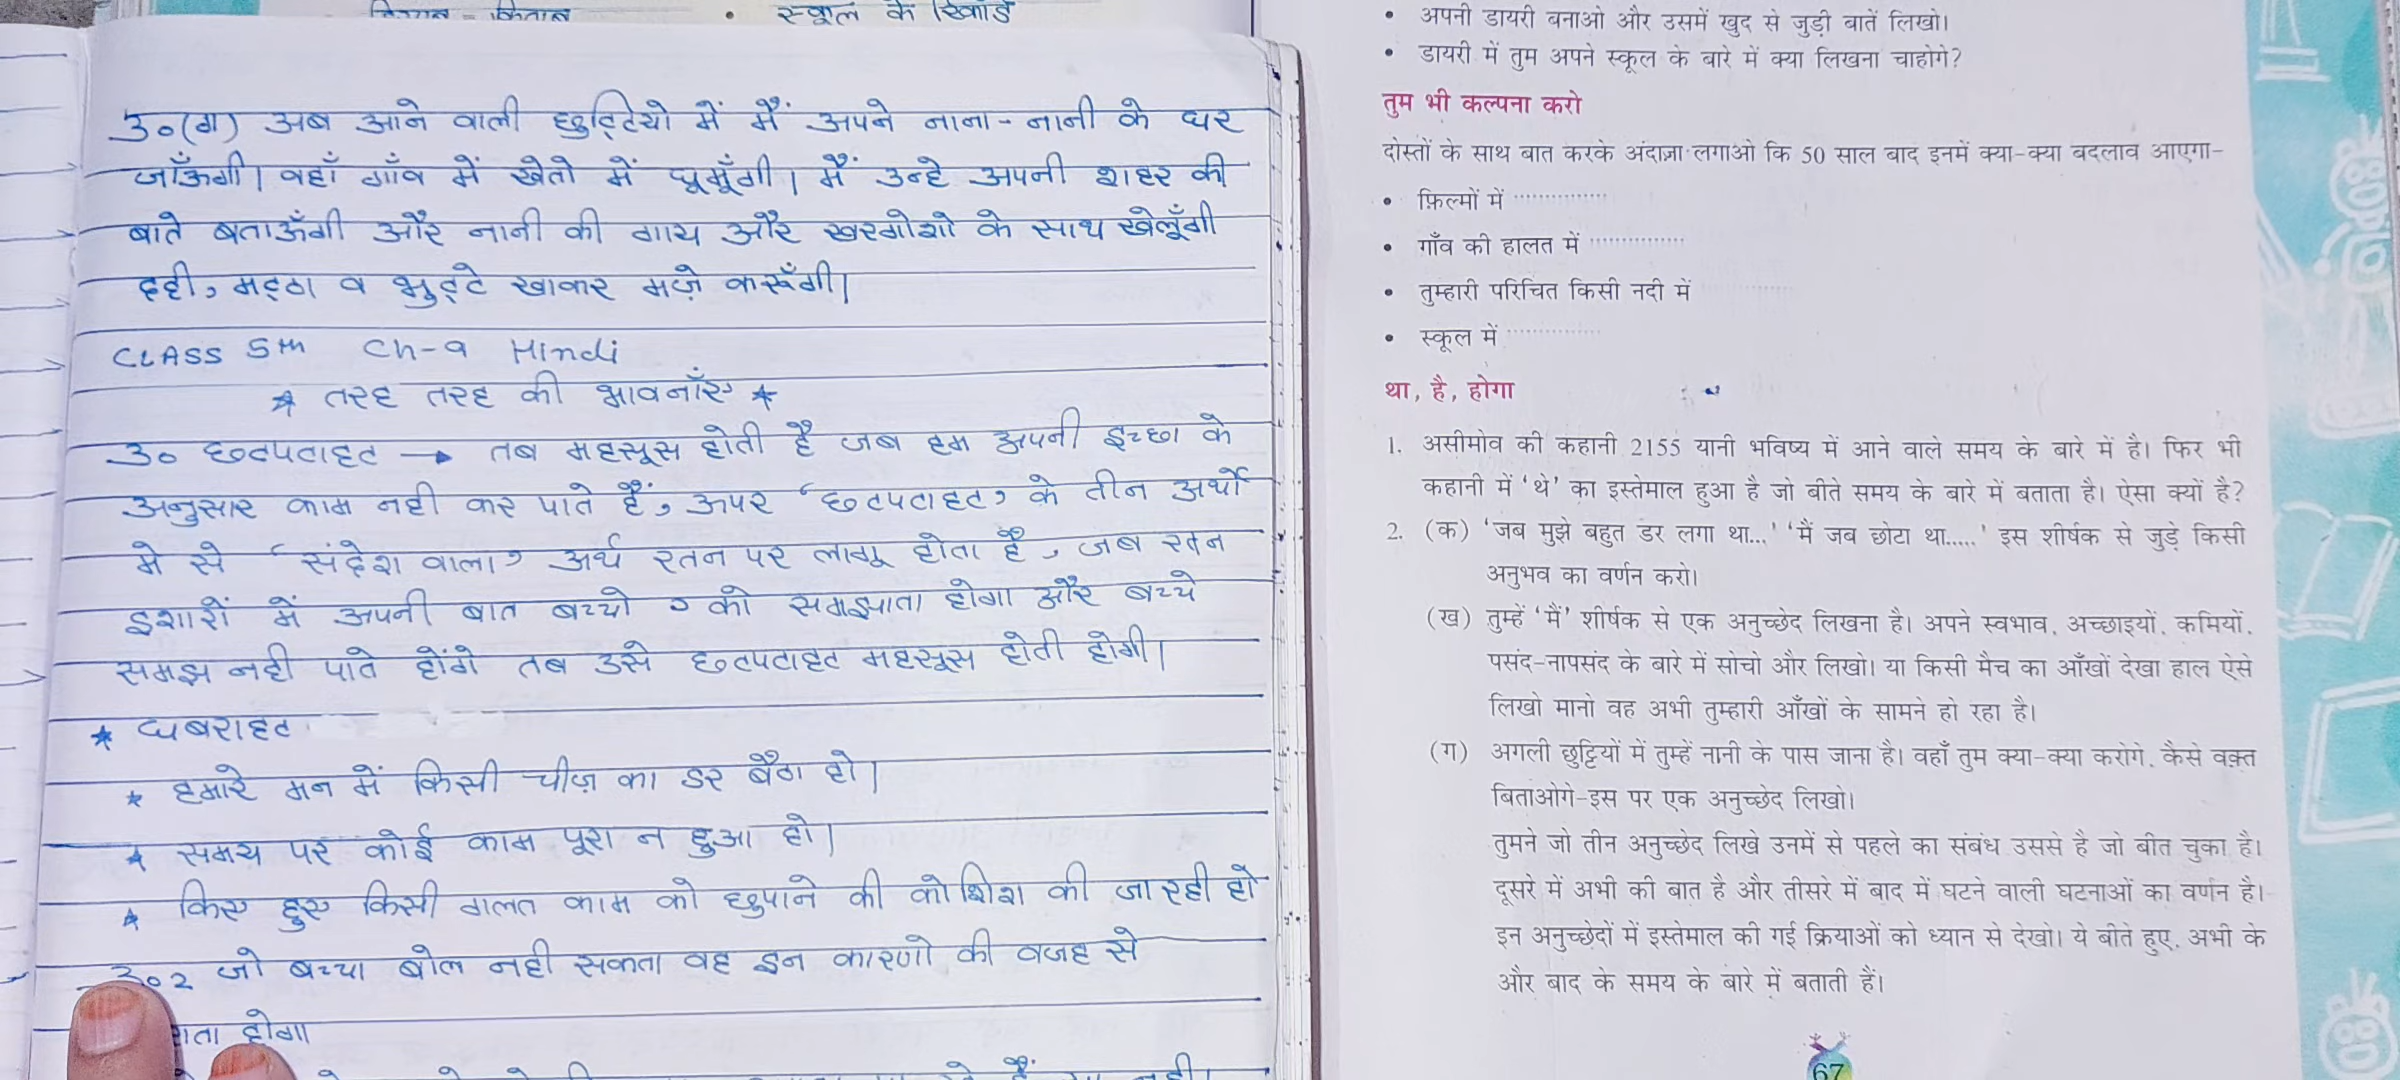 स्कूल के रिकॉर्ड
उ०(ग) अब आने वाली छुट्टियो में मैं अपने नाना-नानी के घर
जाँऊगी। वहाँ गाँव में खेतो में घूमूँगी। मैं उन्हे अपनी शहर की
बाते बताऊँगी और नानी की गाय और खरगोशो के साथ खेलूँगी
दही, मट्ठा व भुट्टे खाकर मज़े करूँगी।
CLASS 5th Ch-9 Hindi
* तरह तरह की भावनाँए *
उ० छटपटाहट → तब महसूस होती है जब हम अपनी इच्छा के
अनुसार काम नही कर पाते हैं, ऊपर 'छटपटाहट' के तीन अर्थो
मे से 'संदेश वाला' अर्थ रतन पर लागू होता है, जब रतन
इशारों में अपनी बात बच्चो को समझाता होगा और बच्चे
समझ नही पाते होंगे तब उसे छटपटाहट महसूस होती होगी।
* घबराहट
* हमारे मन में किसी चीज़ का डर बैठा हो।
* समय पर कोई काम पूरा न हुआ हो।
* किए हुए किसी गलत काम को छुपाने की कोशिश की जा रही हो
उ०2 जो बच्चा बोल नही सकता वह इन कारणो की वजह से
होगा
• अपनी डायरी बनाओ और उसमें खुद से जुड़ी बातें लिखो।
• डायरी में तुम अपने स्कूल के बारे में क्या लिखना चाहोगे?
तुम भी कल्पना करो
दोस्तों के साथ बात करके अंदाज़ा लगाओ कि 50 साल बाद इनमें क्या-क्या बदलाव आएगा-
• फ़िल्मों में ...............
• गाँव की हालत में ...............
• तुम्हारी परिचित किसी नदी में ...............
• स्कूल में ...............
था, है, होगा
1. असीमोव की कहानी 2155 यानी भविष्य में आने वाले समय के बारे में है। फिर भी
कहानी में 'थे' का इस्तेमाल हुआ है जो बीते समय के बारे में बताता है। ऐसा क्यों है?
2. (क) 'जब मुझे बहुत डर लगा था...' 'मैं जब छोटा था.....' इस शीर्षक से जुड़े किसी
अनुभव का वर्णन करो।
(ख) तुम्हें 'मैं' शीर्षक से एक अनुच्छेद लिखना है। अपने स्वभाव, अच्छाइयों, कमियों,
पसंद-नापसंद के बारे में सोचो और लिखो। या किसी मैच का आँखों देखा हाल ऐसे
लिखो मानो वह अभी तुम्हारी आँखों के सामने हो रहा है।
(ग) अगली छुट्टियों में तुम्हें नानी के पास जाना है। वहाँ तुम क्या-क्या करोगे, कैसे वक़्त
बिताओगे-इस पर एक अनुच्छेद लिखो।
तुमने जो तीन अनुच्छेद लिखे उनमें से पहले का संबंध उससे है जो बीत चुका है।
दूसरे में अभी की बात है और तीसरे में बाद में घटने वाली घटनाओं का वर्णन है।
इन अनुच्छेदों में इस्तेमाल की गई क्रियाओं को ध्यान से देखो। ये बीते हुए, अभी के
और बाद के समय के बारे में बताती हैं।
67